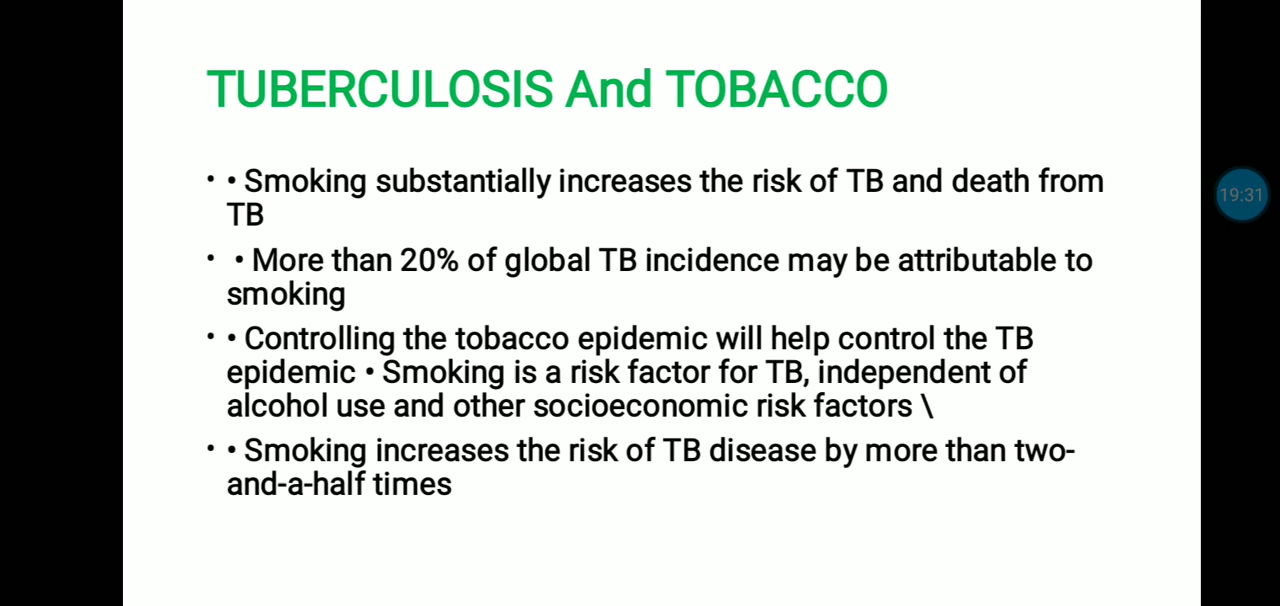 TUBERCULOSIS And TOBACCO
• • Smoking substantially increases the risk of TB and death from
TB
• • More than 20% of global TB incidence may be attributable to
smoking
• • Controlling the tobacco epidemic will help control the TB
epidemic • Smoking is a risk factor for TB, independent of
alcohol use and other socioeconomic risk factors \
• • Smoking increases the risk of TB disease by more than two-
and-a-half times
19:31